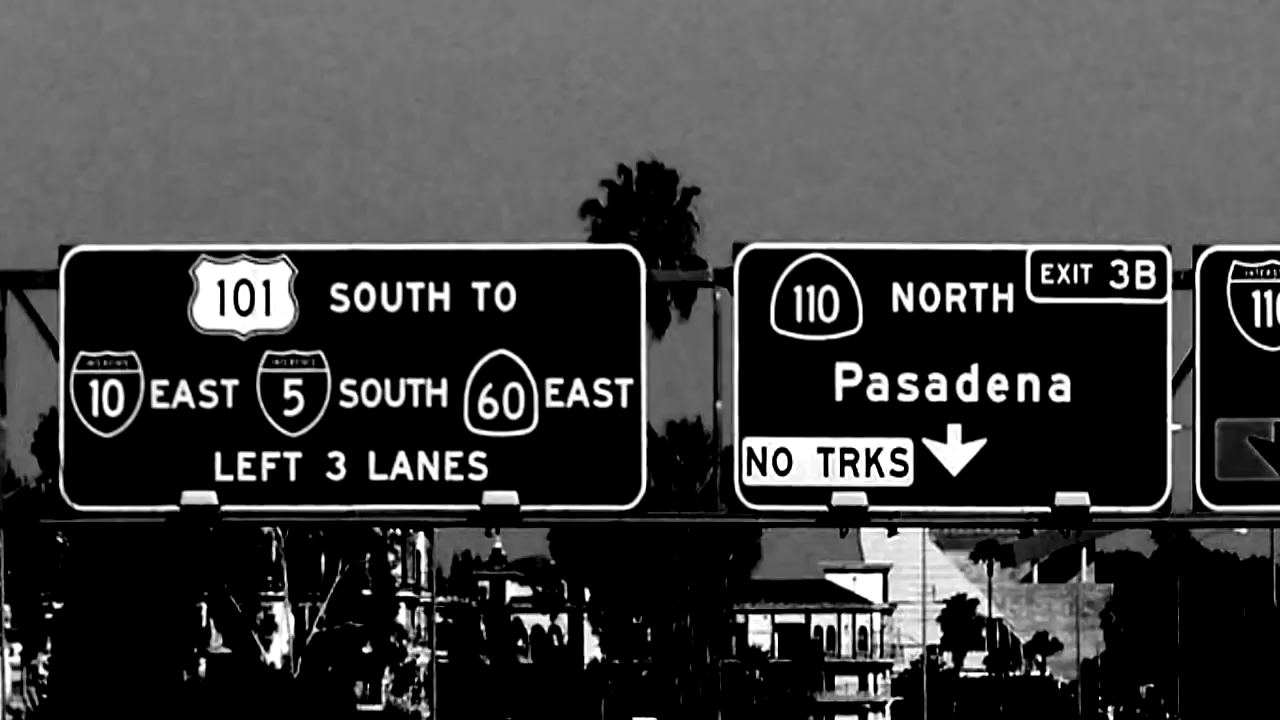 101 SOUTH TO
10 EAST 5 SOUTH 60 EAST
LEFT 3 LANES
EXIT 3B
110 NORTH
Pasadena
NO TRKS